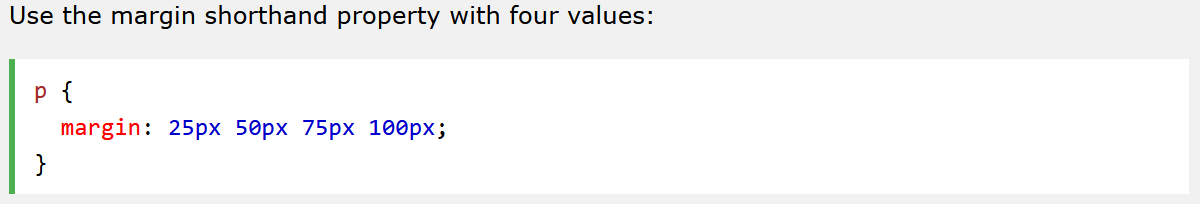 Use the margin shorthand property with four values:
p {
  margin: 25px 50px 75px 100px;
}